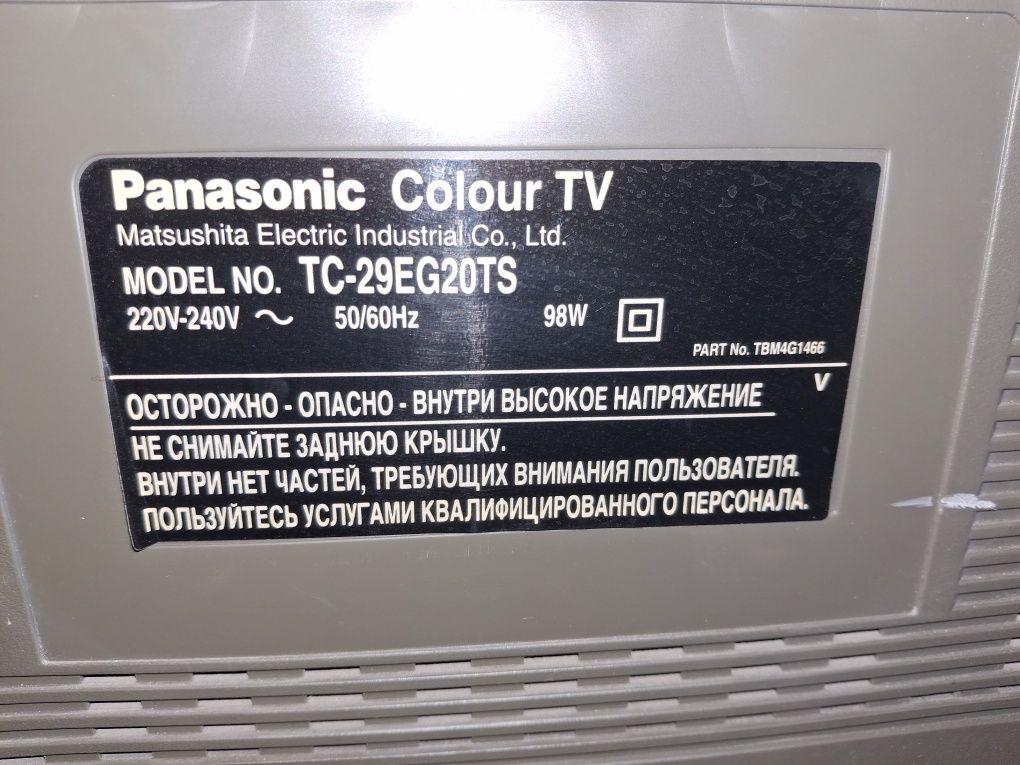 Panasonic Colour TV
Matsushita Electric Industrial Co., Ltd.
MODEL NO. TC-29EG20TS
220V-240V ~ 50/60Hz 98W
PART No. TBM4G1466
V
ОСТОРОЖНО - ОПАСНО - ВНУТРИ ВЫСОКОЕ НАПРЯЖЕНИЕ
НЕ СНИМАЙТЕ ЗАДНЮЮ КРЫШКУ.
ВНУТРИ НЕТ ЧАСТЕЙ, ТРЕБУЮЩИХ ВНИМАНИЯ ПОЛЬЗОВАТЕЛЯ.
ПОЛЬЗУЙТЕСЬ УСЛУГАМИ КВАЛИФИЦИРОВАННОГО ПЕРСОНАЛА.